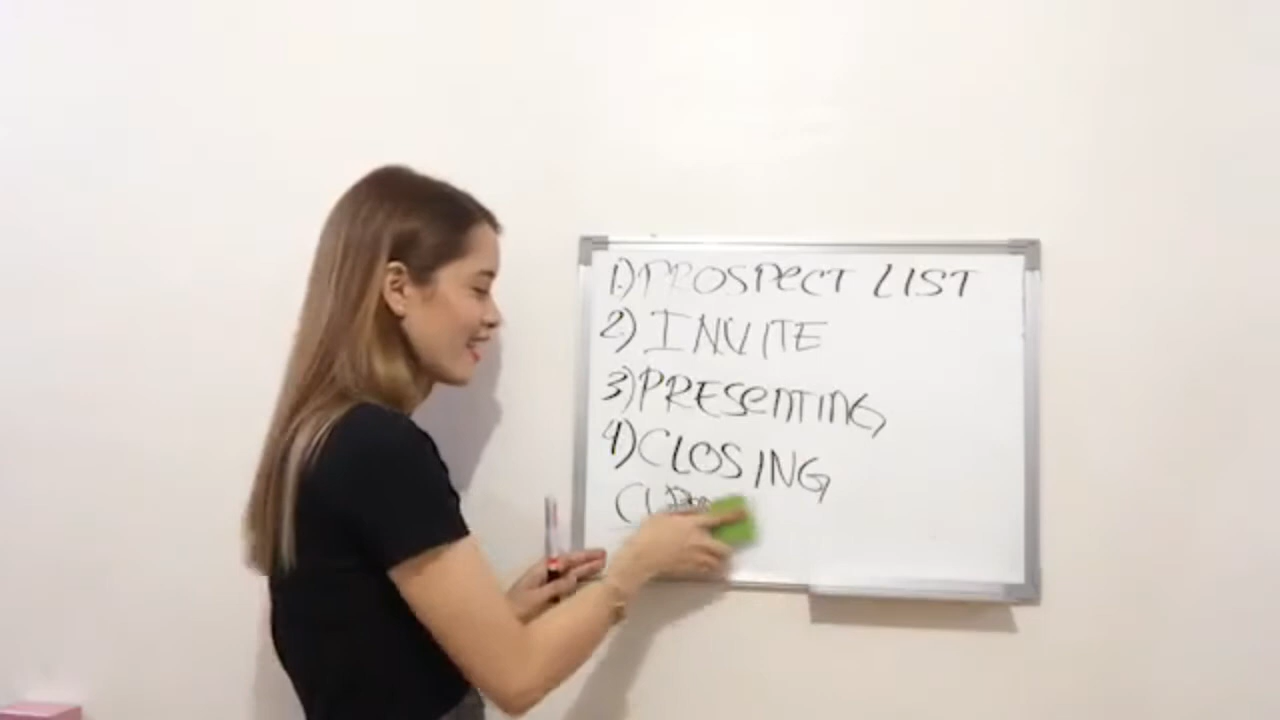 1.) PROSPECT LIST
2.) INVITE
3) PRESENTING
4) CLOSING